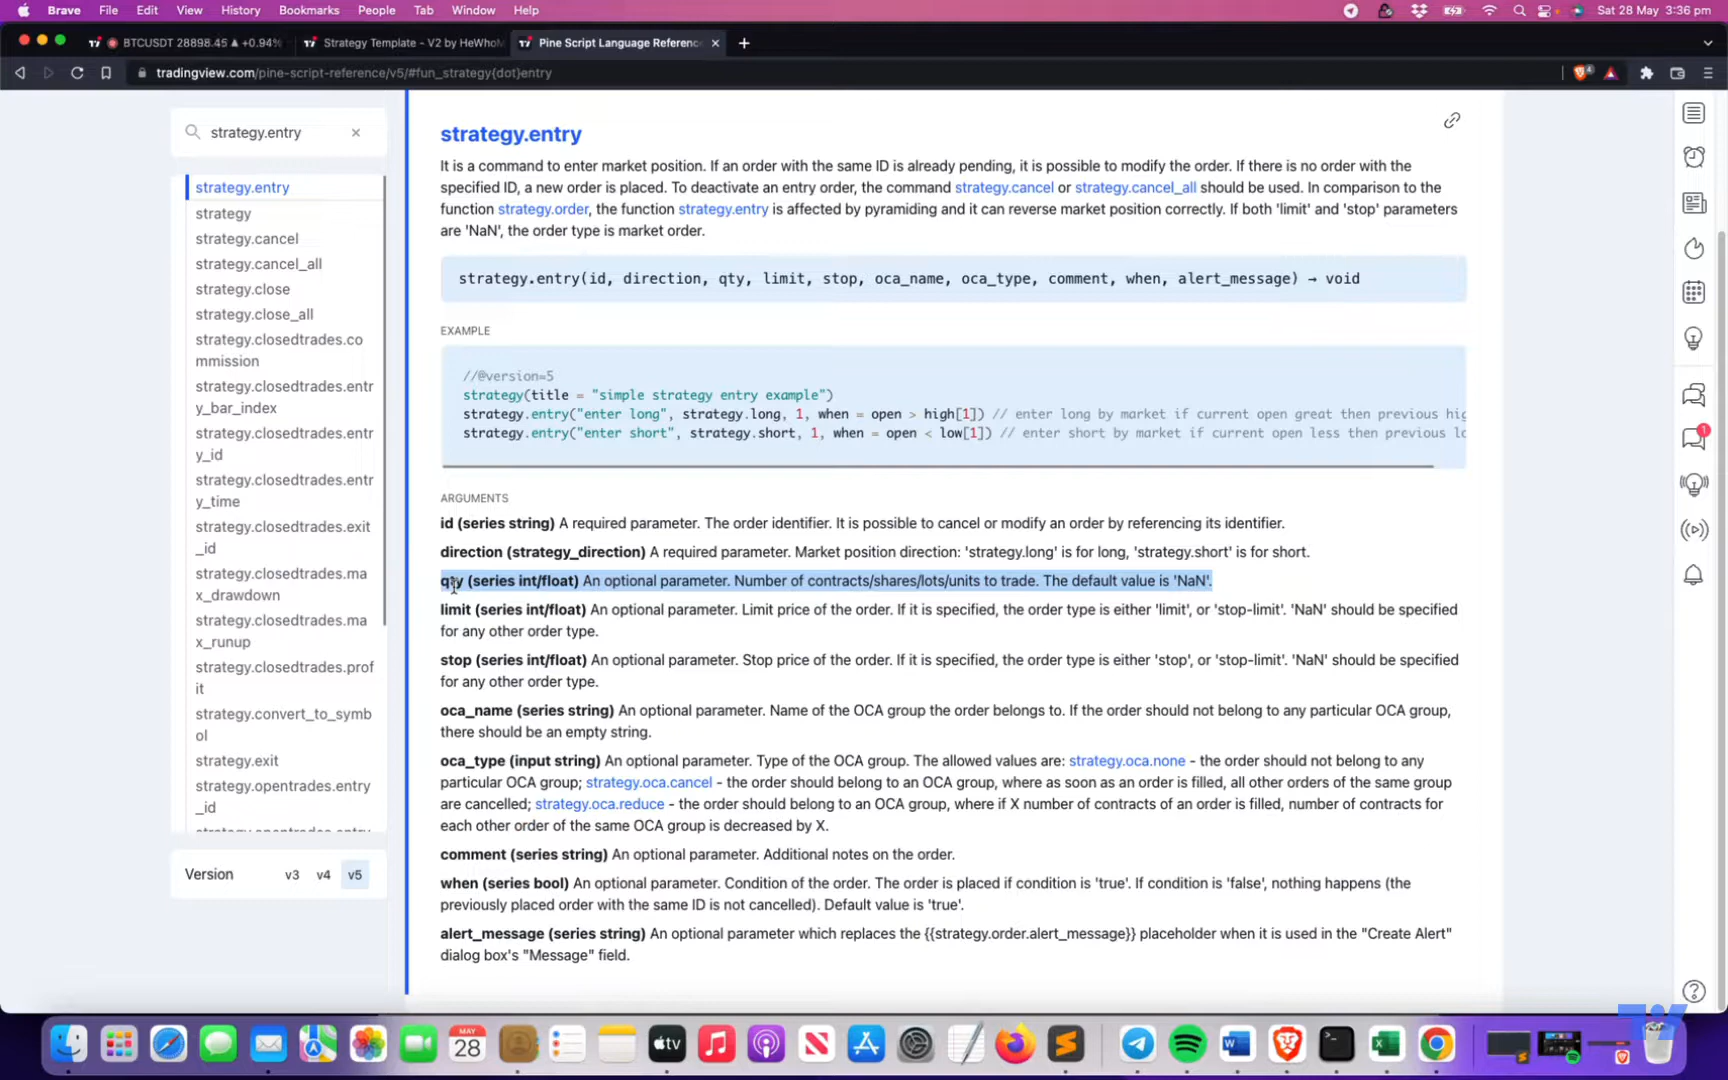 Brave File Edit View History Bookmarks People Tab Window Help Sat 28 May 3:36 pm
BTCUSDT 28898.45 ▲ +0.94% Strategy Template - V2 by HeWhoM Pine Script Language Reference
tradingview.com/pine-script-reference/v5/#fun_strategy{dot}entry
strategy.entry
strategy.entry
strategy
strategy.cancel
strategy.cancel_all
strategy.close
strategy.close_all
strategy.closedtrades.co
mmission
strategy.closedtrades.entr
y_bar_index
strategy.closedtrades.entr
y_id
strategy.closedtrades.entr
y_time
strategy.closedtrades.exit
_id
strategy.closedtrades.ma
x_drawdown
strategy.closedtrades.ma
x_runup
strategy.closedtrades.prof
it
strategy.convert_to_symb
ol
strategy.exit
strategy.opentrades.entry
_id
strategy.opentrades.entry
Version v3 v4 v5
strategy.entry
It is a command to enter market position. If an order with the same ID is already pending, it is possible to modify the order. If there is no order with the
specified ID, a new order is placed. To deactivate an entry order, the command strategy.cancel or strategy.cancel_all should be used. In comparison to the
function strategy.order, the function strategy.entry is affected by pyramiding and it can reverse market position correctly. If both 'limit' and 'stop' parameters
are 'NaN', the order type is market order.
strategy.entry(id, direction, qty, limit, stop, oca_name, oca_type, comment, when, alert_message) → void
EXAMPLE
//@version=5
strategy(title = "simple strategy entry example")
strategy.entry("enter long", strategy.long, 1, when = open > high[1]) // enter long by market if current open great then previous hig
strategy.entry("enter short", strategy.short, 1, when = open < low[1]) // enter short by market if current open less then previous lo
ARGUMENTS
id (series string) A required parameter. The order identifier. It is possible to cancel or modify an order by referencing its identifier.
direction (strategy_direction) A required parameter. Market position direction: 'strategy.long' is for long, 'strategy.short' is for short.
qty (series int/float) An optional parameter. Number of contracts/shares/lots/units to trade. The default value is 'NaN'.
limit (series int/float) An optional parameter. Limit price of the order. If it is specified, the order type is either 'limit', or 'stop-limit'. 'NaN' should be specified
for any other order type.
stop (series int/float) An optional parameter. Stop price of the order. If it is specified, the order type is either 'stop', or 'stop-limit'. 'NaN' should be specified
for any other order type.
oca_name (series string) An optional parameter. Name of the OCA group the order belongs to. If the order should not belong to any particular OCA group,
there should be an empty string.
oca_type (input string) An optional parameter. Type of the OCA group. The allowed values are: strategy.oca.none - the order should not belong to any
particular OCA group; strategy.oca.cancel - the order should belong to an OCA group, where as soon as an order is filled, all other orders of the same group
are cancelled; strategy.oca.reduce - the order should belong to an OCA group, where if X number of contracts of an order is filled, number of contracts for
each other order of the same OCA group is decreased by X.
comment (series string) An optional parameter. Additional notes on the order.
when (series bool) An optional parameter. Condition of the order. The order is placed if condition is 'true'. If condition is 'false', nothing happens (the
previously placed order with the same ID is not cancelled). Default value is 'true'.
alert_message (series string) An optional parameter which replaces the {{strategy.order.alert_message}} placeholder when it is used in the "Create Alert"
dialog box's "Message" field.
1
MAY
28
tv